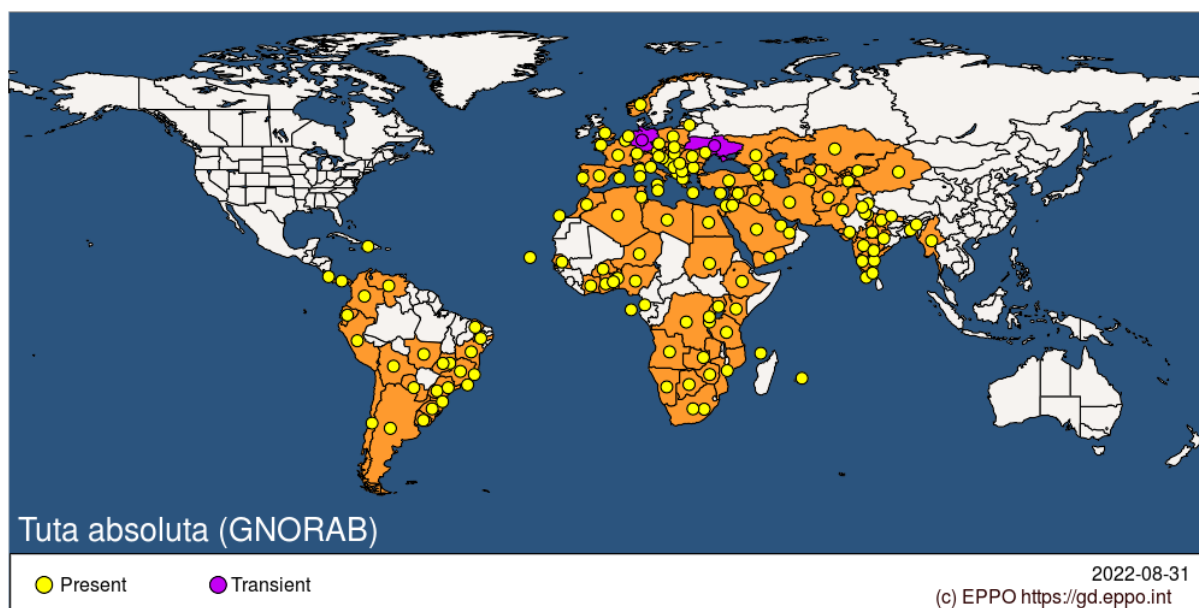 Tuta absoluta (GNORAB)
Present
Transient
2022-08-31
(c) EPPO https://gd.eppo.int